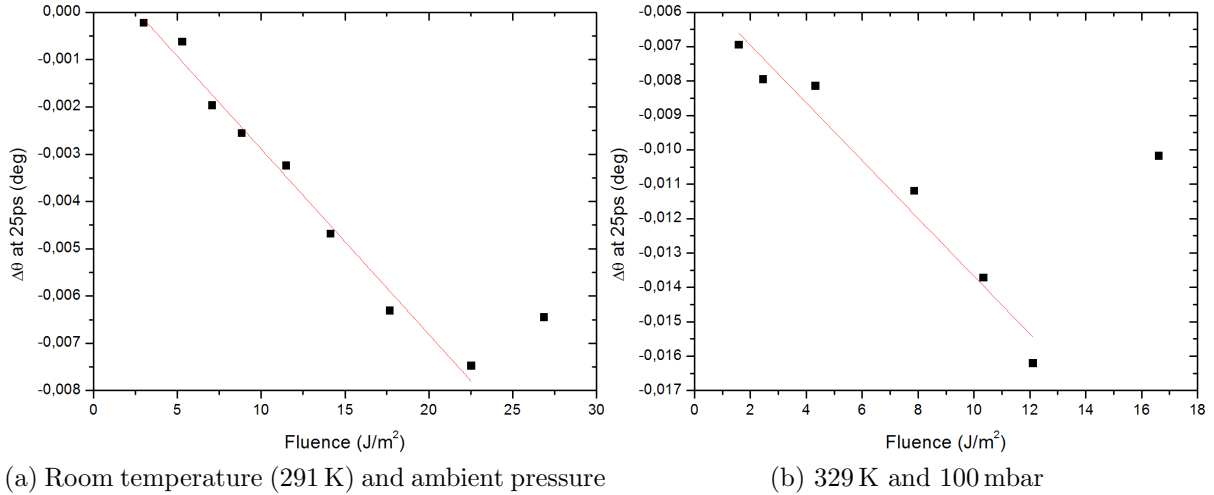 0,000
-0,001
-0,002
-0,003
-0,004
-0,005
-0,006
-0,007
-0,008
Δθ at 25ps (deg)
0 5 10 15 20 25 30
Fluence (J/m²)
(a) Room temperature (291 K) and ambient pressure
-0,006
-0,007
-0,008
-0,009
-0,010
-0,011
-0,012
-0,013
-0,014
-0,015
-0,016
-0,017
Δθ at 25ps (deg)
0 2 4 6 8 10 12 14 16 18
Fluence (J/m²)
(b) 329 K and 100 mbar